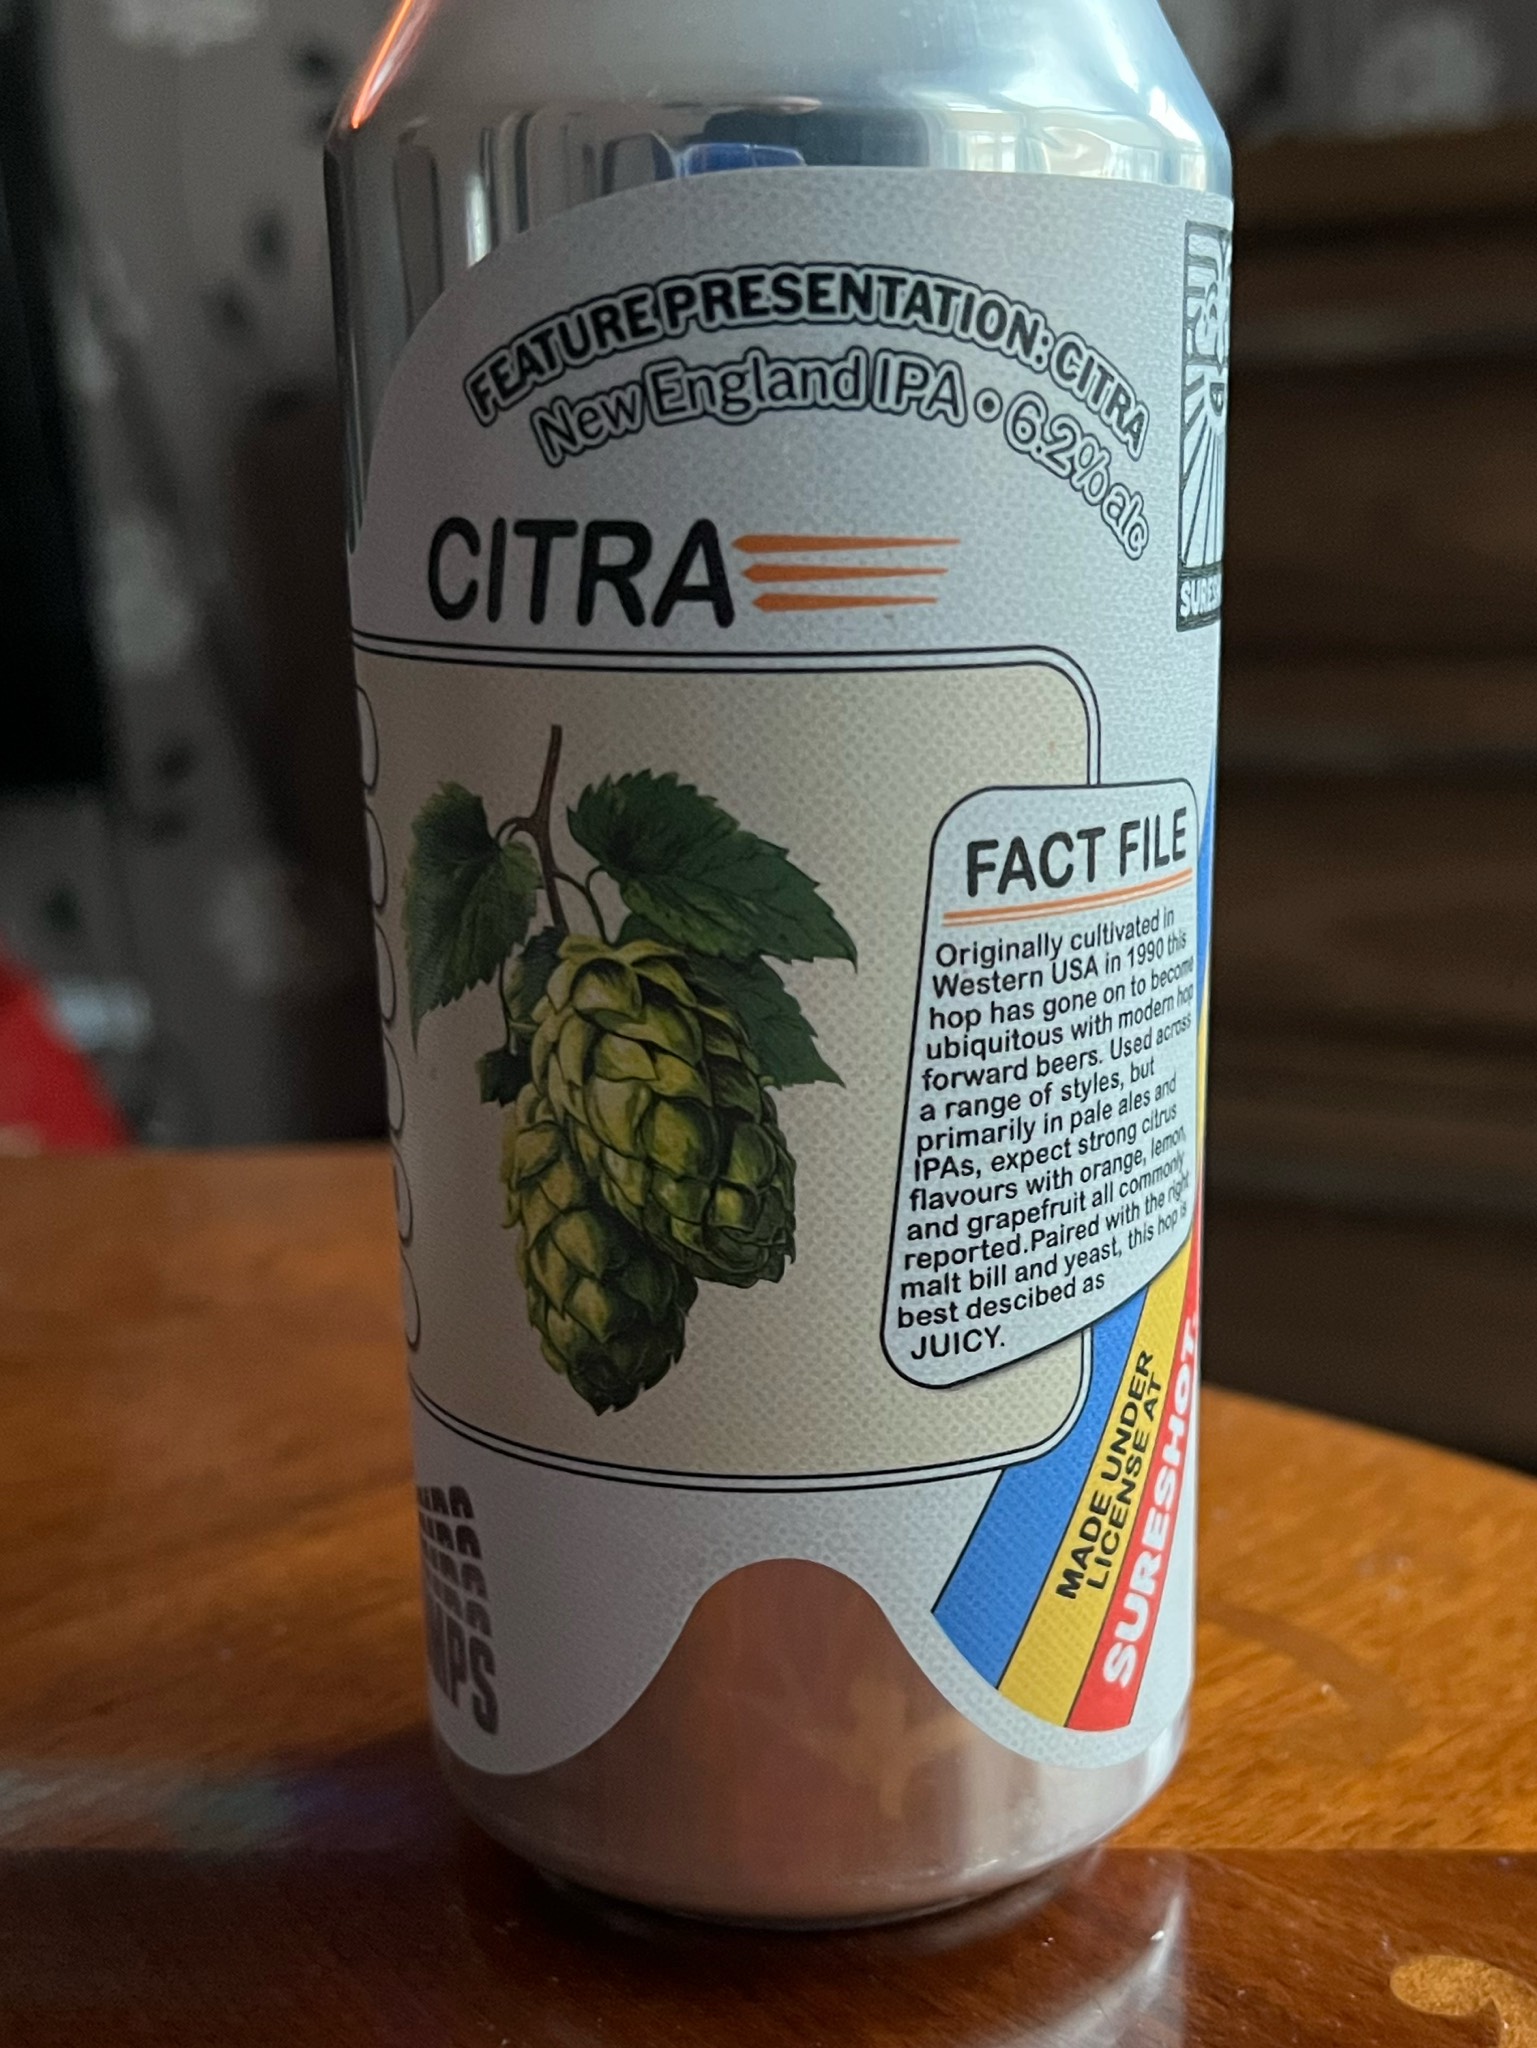 FEATURE PRESENTATION: CITRA
New England IPA • 6.2% alc
CITRA
FACT FILE
Originally cultivated in
Western USA in 1990 this
hop has gone on to become
ubiquitous with modern hop
forward beers. Used across
a range of styles, but
primarily in pale ales and
IPAs, expect strong citrus
flavours with orange, lemon,
and grapefruit all commonly
reported.Paired with the right
malt bill and yeast, this hop is
best descibed as
JUICY.
MADE UNDER
LICENSE AT
SURESHOT